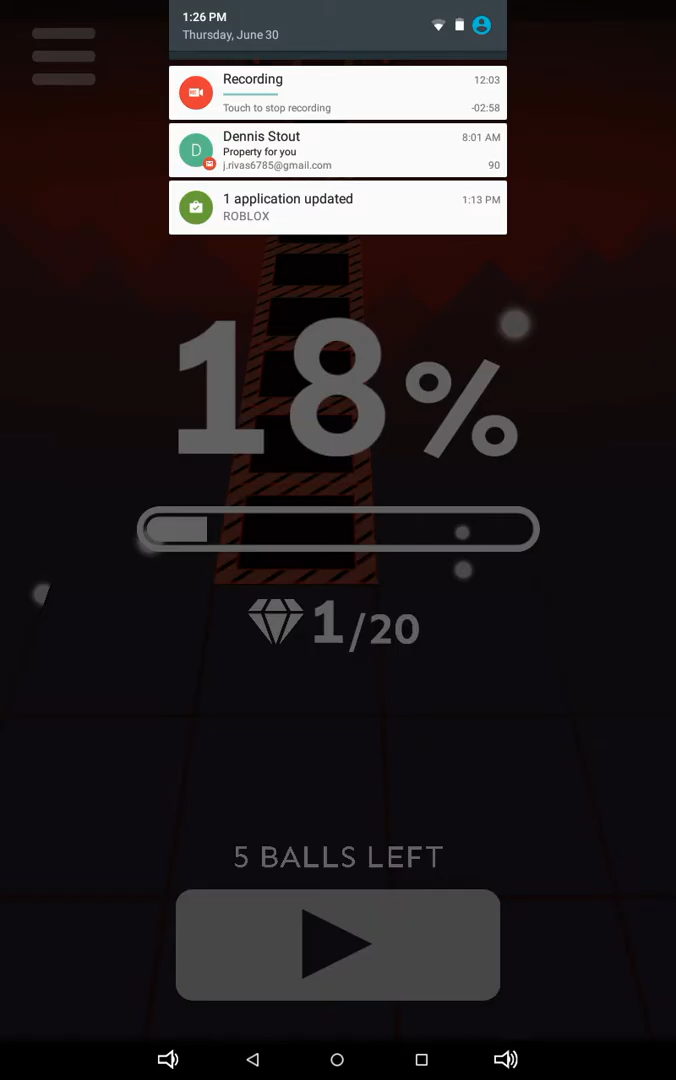 1:26 PM
Thursday, June 30
Recording
12:03
Touch to stop recording
-02:58
Dennis Stout
8:01 AM
Property for you
j.rivas6785@gmail.com
90
D
1 application updated
1:13 PM
ROBLOX
18%
1/20
5 BALLS LEFT